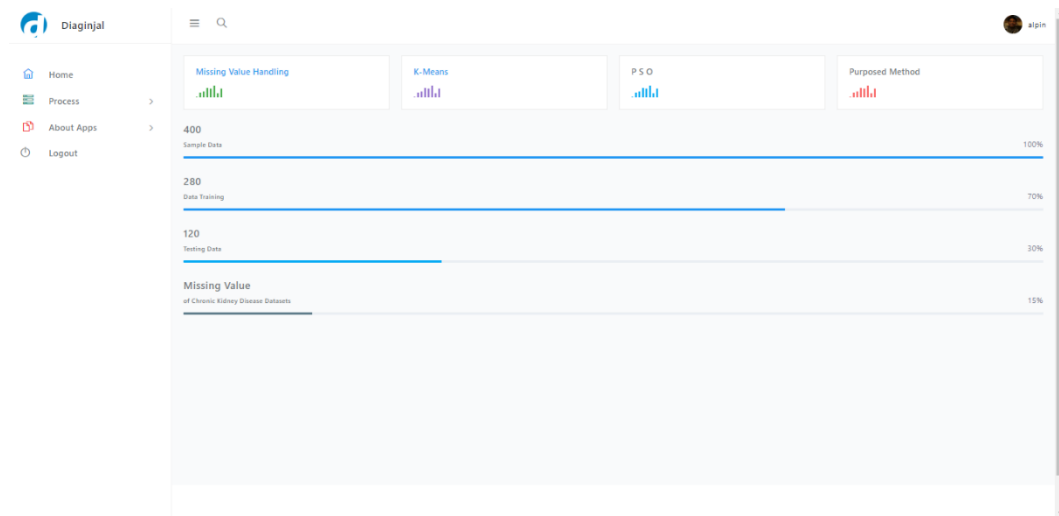 Diaginjal
alpin
Home
Process
About Apps
Logout
Missing Value Handling
K-Means
P S O
Purposed Method
400
Sample Data
100%
280
Data Training
70%
120
Testing Data
30%
Missing Value
of Chronic Kidney Disease Datasets
15%